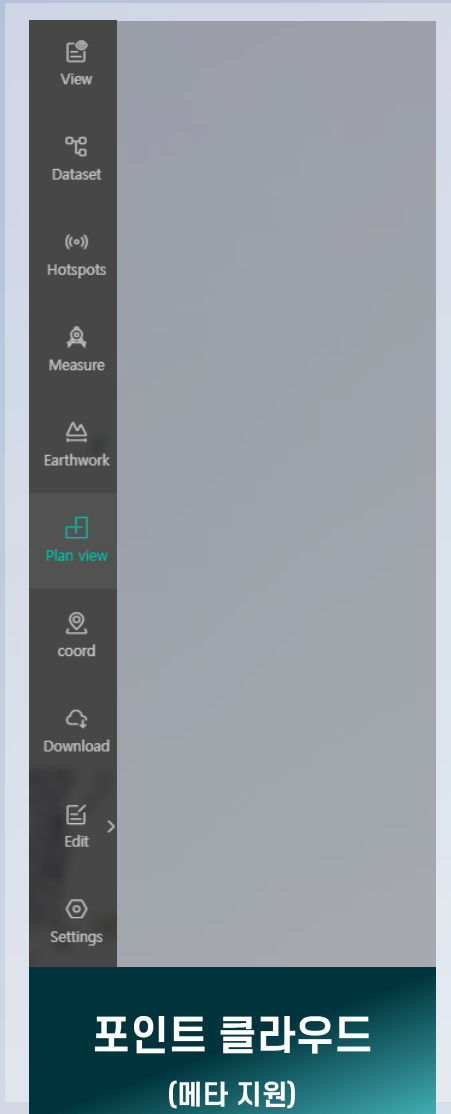 View
Dataset
Hotspots
Measure
Earthwork
Plan view
coord
Download
Edit
Settings
포인트 클라우드
(메타 지원)